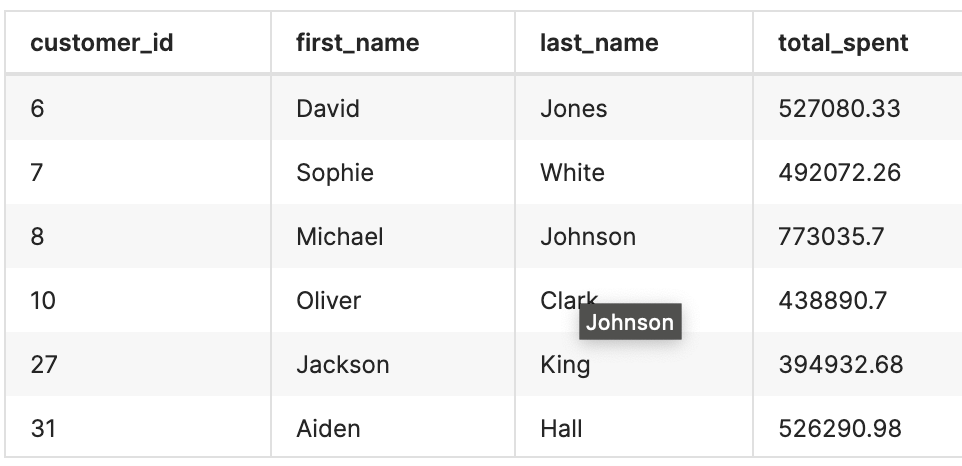 customer_id first_name last_name total_spent
6 David Jones 527080.33
7 Sophie White 492072.26
8 Michael Johnson 773035.7
10 Oliver Clark 438890.7
Johnson
27 Jackson King 394932.68
31 Aiden Hall 526290.98